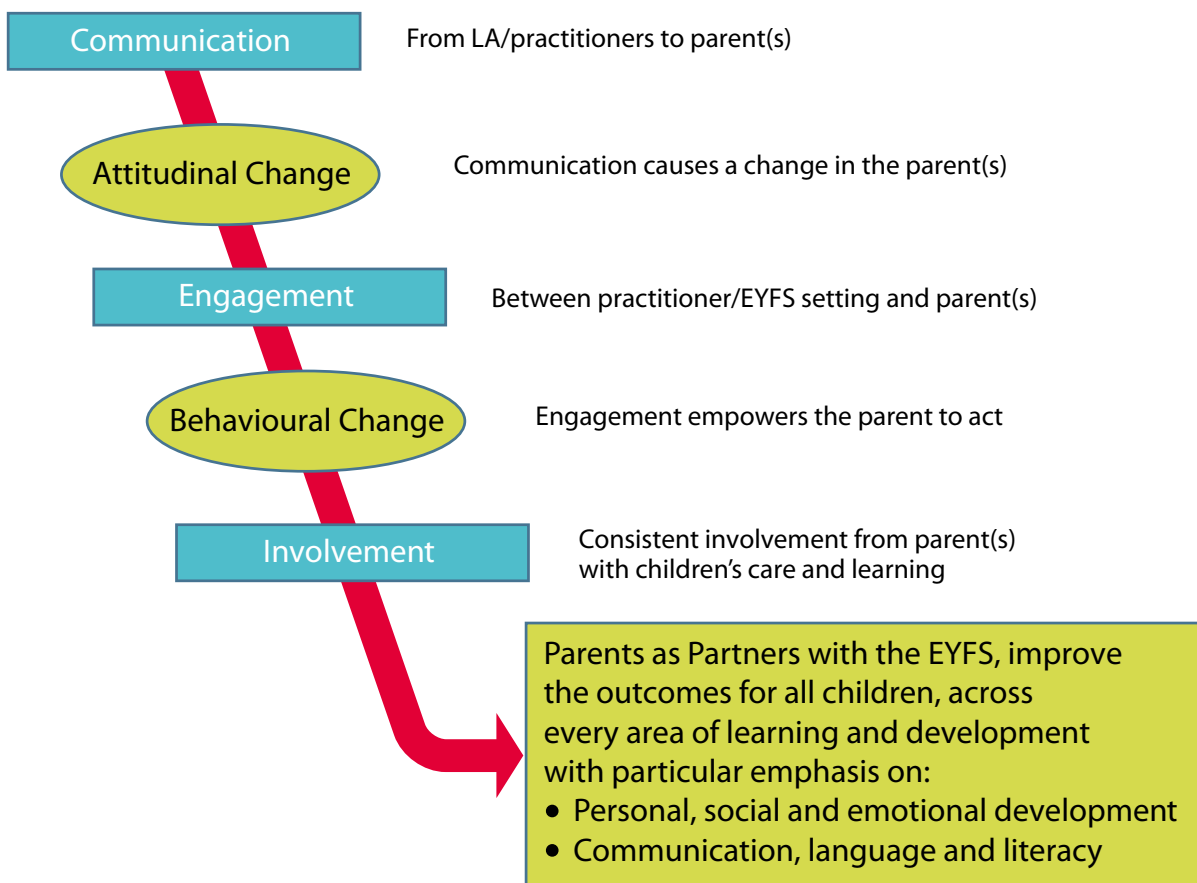 Communication
From LA/practitioners to parent(s)
Attitudinal Change
Communication causes a change in the parent(s)
Engagement
Between practitioner/EYFS setting and parent(s)
Behavioural Change
Engagement empowers the parent to act
Involvement
Consistent involvement from parent(s)
with children’s care and learning
Parents as Partners with the EYFS, improve
the outcomes for all children, across
every area of learning and development
with particular emphasis on:
• Personal, social and emotional development
• Communication, language and literacy